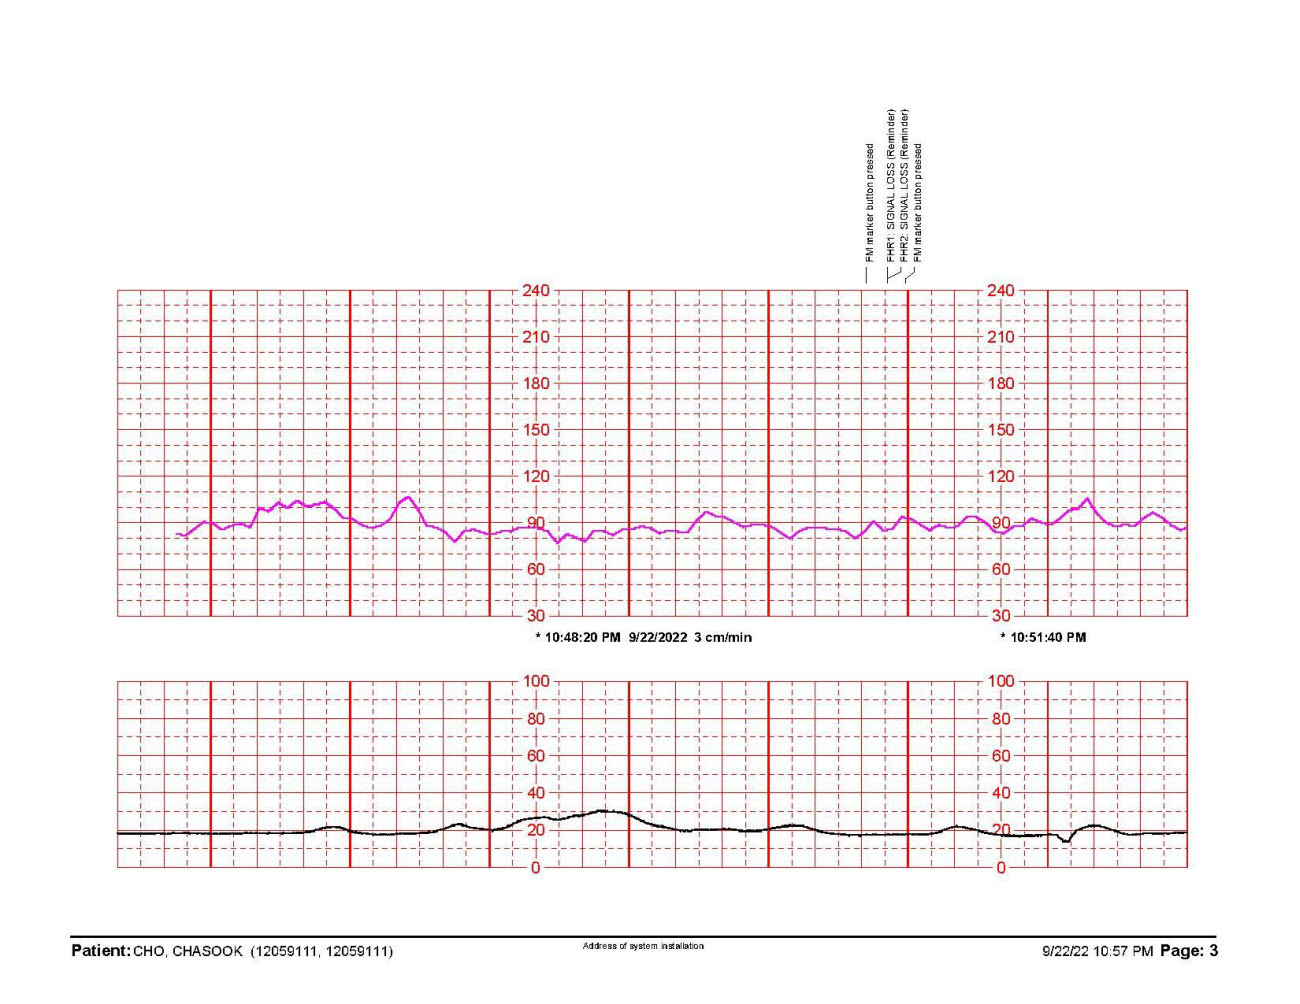 FM marker button pressed
FHR1: SIGNAL LOSS (Reminder)
FHR2: SIGNAL LOSS (Reminder)
FM marker button pressed
240 240
210 210
180 180
150 150
120 120
90 90
60 60
30 30
* 10:48:20 PM 9/22/2022 3 cm/min * 10:51:40 PM
100 100
80 80
60 60
40 40
20 20
0 0
Patient: CHO, CHASOOK (12059111, 12059111) Address of system installation 9/22/22 10:57 PM Page: 3